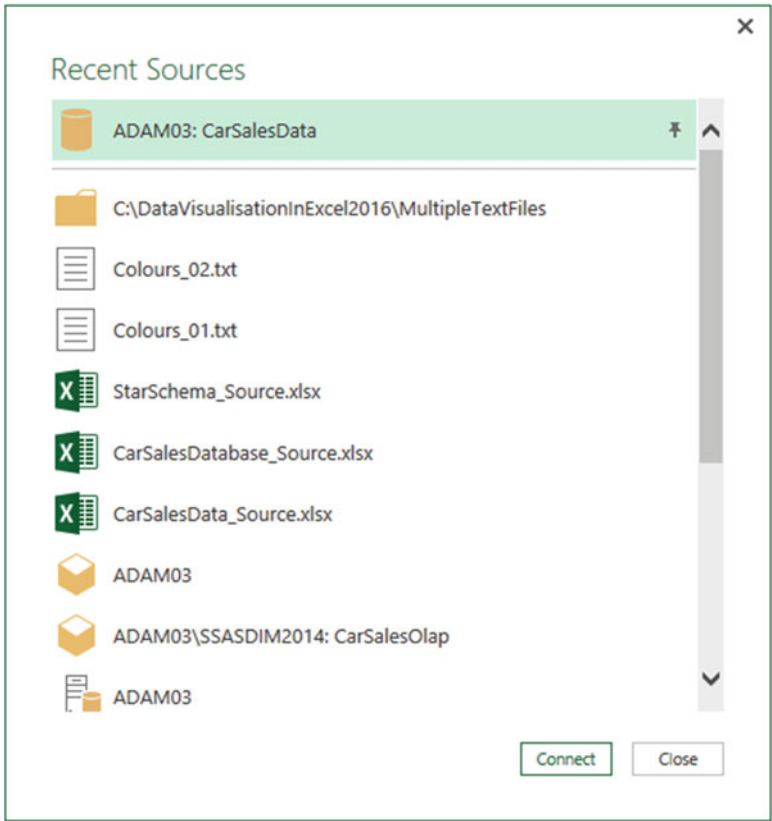 Recent Sources
ADAM03: CarSalesData
C:\DataVisualisationInExcel2016\MultipleTextFiles
Colours_02.txt
Colours_01.txt
StarSchema_Source.xlsx
CarSalesDatabase_Source.xlsx
CarSalesData_Source.xlsx
ADAM03
ADAM03\SSASDIM2014: CarSalesOlap
ADAM03
Connect Close